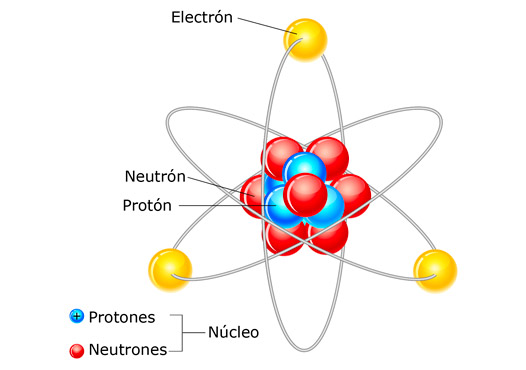 Electrón
Neutrón
Protón
+ Protones
Núcleo
Neutrones